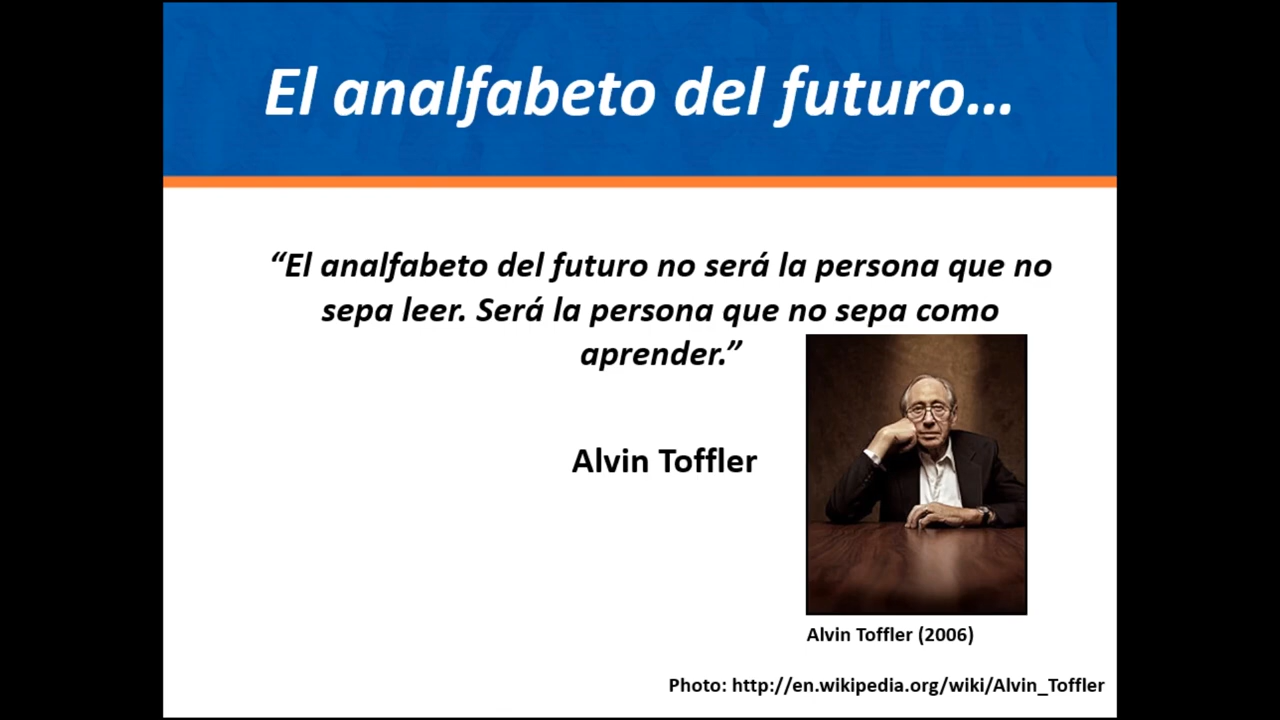 El analfabeto del futuro...
“El analfabeto del futuro no será la persona que no
sepa leer. Será la persona que no sepa como
aprender.”
Alvin Toffler
Alvin Toffler (2006)
Photo: http://en.wikipedia.org/wiki/Alvin_Toffler